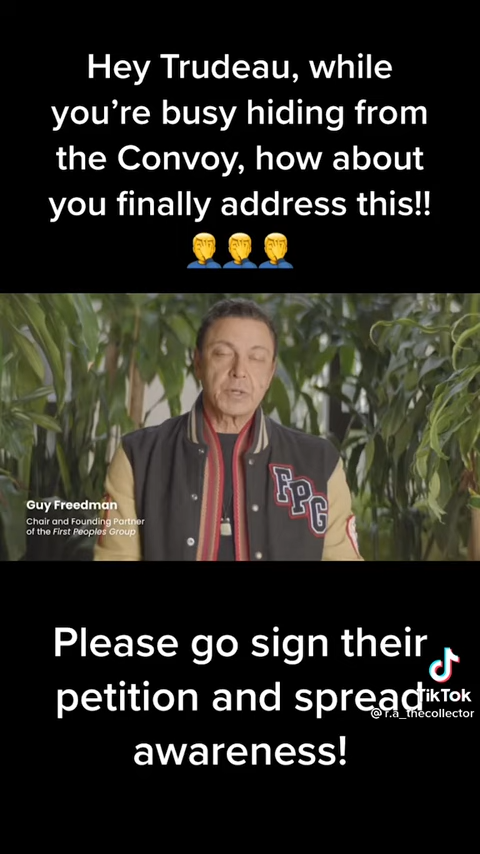 Hey Trudeau, while
you're busy hiding from
the Convoy, how about
you finally address this!!
🤦‍♂️🤦‍♂️🤦‍♂️
FPG
Guy Freedman
Chair and Founding Partner
of the First Peoples Group
Please go sign their
petition and spread
awareness!
TikTok
@r.a_thecollector